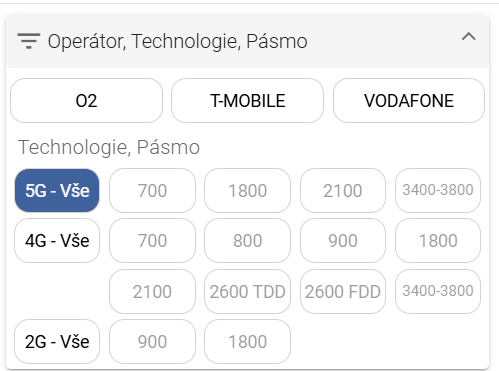 Operátor, Technologie, Pásmo
O2 T-MOBILE VODAFONE
Technologie, Pásmo
5G - Vše 700 1800 2100 3400-3800
4G - Vše 700 800 900 1800
2100 2600 TDD 2600 FDD 3400-3800
2G - Vše 900 1800